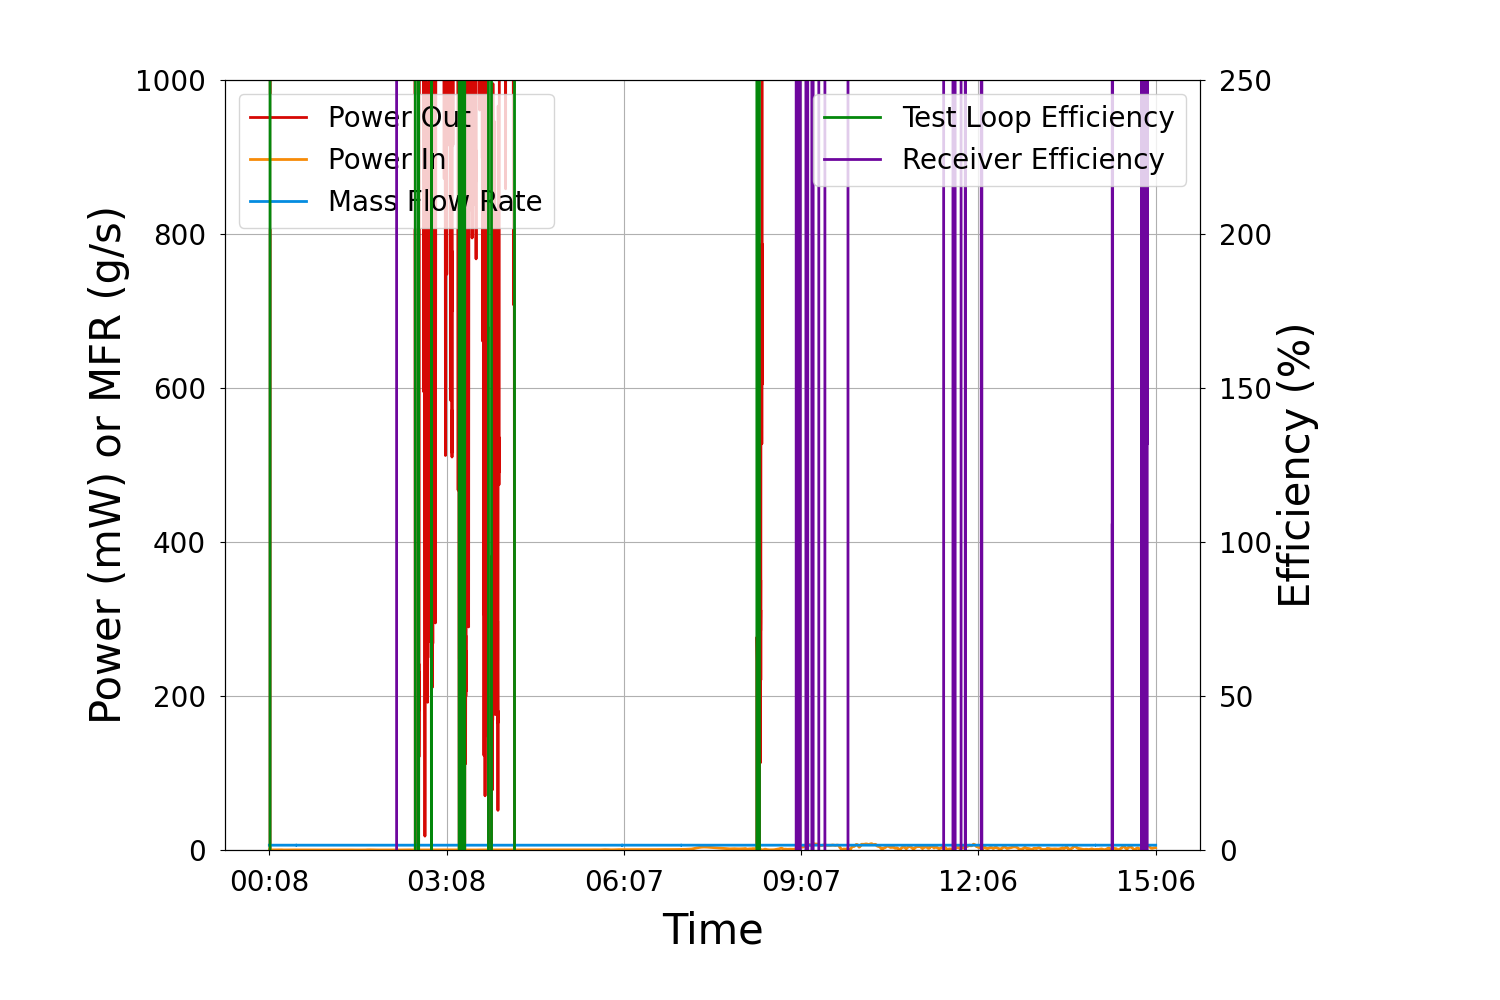 1000
800
600
400
200
0
Power (mW) or MFR (g/s)
Power Out
Power In
Mass Flow Rate
Test Loop Efficiency
Receiver Efficiency
250
200
150
100
50
0
Efficiency (%)
00:08 03:08 06:07 09:07 12:06 15:06
Time